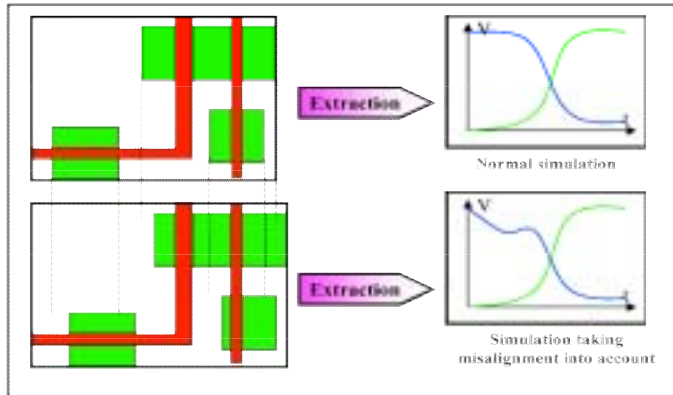 Extraction
V
t
Normal simulation
Extraction
V
t
Simulation taking
misalignment into account